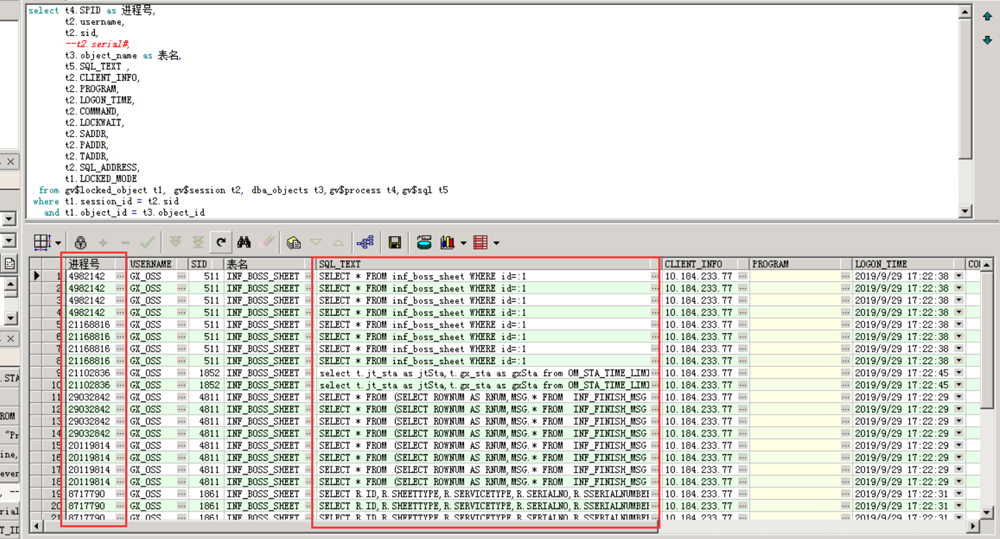 select t4.SPID as 进程号,
t2.username,
t2.sid,
--t2.serial#,
t3.object_name as 表名,
t5.SQL_TEXT ,
t2.CLIENT_INFO,
t2.PROGRAM,
t2.LOGON_TIME,
t2.COMMAND,
t2.LOCKWAIT,
t2.SADDR,
t2.PADDR,
t2.TADDR,
t2.SQL_ADDRESS,
t1.LOCKED_MODE
from gv$locked_object t1, gv$session t2, dba_objects t3,gv$process t4,gv$sql t5
where t1.session_id = t2.sid
and t1.object_id = t3.object_id
进程号 USERNAME SID 表名 SQL_TEXT CLIENT_INFO PROGRAM LOGON_TIME CO
1 4982142 GX_OSS 511 INF_BOSS_SHEET SELECT * FROM inf_boss_sheet WHERE id=:1 10.184.233.77 2019/9/29 17:22:38
2 4982142 GX_OSS 511 INF_BOSS_SHEET SELECT * FROM inf_boss_sheet WHERE id=:1 10.184.233.77 2019/9/29 17:22:38
3 4982142 GX_OSS 511 INF_BOSS_SHEET SELECT * FROM inf_boss_sheet WHERE id=:1 10.184.233.77 2019/9/29 17:22:38
4 4982142 GX_OSS 511 INF_BOSS_SHEET SELECT * FROM inf_boss_sheet WHERE id=:1 10.184.233.77 2019/9/29 17:22:38
5 21168816 GX_OSS 511 INF_BOSS_SHEET SELECT * FROM inf_boss_sheet WHERE id=:1 10.184.233.77 2019/9/29 17:22:38
6 21168816 GX_OSS 511 INF_BOSS_SHEET SELECT * FROM inf_boss_sheet WHERE id=:1 10.184.233.77 2019/9/29 17:22:38
7 21168816 GX_OSS 511 INF_BOSS_SHEET SELECT * FROM inf_boss_sheet WHERE id=:1 10.184.233.77 2019/9/29 17:22:38
8 21168816 GX_OSS 511 INF_BOSS_SHEET SELECT * FROM inf_boss_sheet WHERE id=:1 10.184.233.77 2019/9/29 17:22:38
9 21102836 GX_OSS 1852 INF_BOSS_SHEET select t.jt_sta as jtSta,t.gx_sta as gxSta from OM_STA_TIME_LIMI 10.184.233.77 2019/9/29 17:22:45
10 21102836 GX_OSS 1852 INF_BOSS_SHEET select t.jt_sta as jtSta,t.gx_sta as gxSta from OM_STA_TIME_LIMI 10.184.233.77 2019/9/29 17:22:45
11 29032842 GX_OSS 4811 INF_BOSS_SHEET SELECT * FROM (SELECT ROWNUM AS RNUM,MSG.* FROM INF_FINISH_MSG 10.184.233.77 2019/9/29 17:22:29
12 29032842 GX_OSS 4811 INF_BOSS_SHEET SELECT * FROM (SELECT ROWNUM AS RNUM,MSG.* FROM INF_FINISH_MSG 10.184.233.77 2019/9/29 17:22:29
13 29032842 GX_OSS 4811 INF_BOSS_SHEET SELECT * FROM (SELECT ROWNUM AS RNUM,MSG.* FROM INF_FINISH_MSG 10.184.233.77 2019/9/29 17:22:29
14 29032842 GX_OSS 4811 INF_BOSS_SHEET SELECT * FROM (SELECT ROWNUM AS RNUM,MSG.* FROM INF_FINISH_MSG 10.184.233.77 2019/9/29 17:22:29
15 20119814 GX_OSS 4811 INF_BOSS_SHEET SELECT * FROM (SELECT ROWNUM AS RNUM,MSG.* FROM INF_FINISH_MSG 10.184.233.77 2019/9/29 17:22:29
16 20119814 GX_OSS 4811 INF_BOSS_SHEET SELECT * FROM (SELECT ROWNUM AS RNUM,MSG.* FROM INF_FINISH_MSG 10.184.233.77 2019/9/29 17:22:29
17 20119814 GX_OSS 4811 INF_BOSS_SHEET SELECT * FROM (SELECT ROWNUM AS RNUM,MSG.* FROM INF_FINISH_MSG 10.184.233.77 2019/9/29 17:22:29
18 20119814 GX_OSS 4811 INF_BOSS_SHEET SELECT * FROM (SELECT ROWNUM AS RNUM,MSG.* FROM INF_FINISH_MSG 10.184.233.77 2019/9/29 17:22:29
19 8717790 GX_OSS 1861 INF_BOSS_SHEET SELECT R.ID,R.SHEETTYPE,R.SERVICETYPE,R.SERIALNO,R.SSERIALNUMBER 10.184.233.77 2019/9/29 17:22:31
20 8717790 GX_OSS 1861 INF_BOSS_SHEET SELECT R.ID,R.SHEETTYPE,R.SERVICETYPE,R.SERIALNO,R.SSERIALNUMBER 10.184.233.77 2019/9/29 17:22:31
21 8717790 GX_OSS 1861 INF_BOSS_SHEET SELECT R.ID,R.SHEETTYPE,R.SERVICETYPE,R.SERIALNO,R.SSERIALNUMBER 10.184.233.77 2019/9/29 17:22:31
.STA
ROM
"Pr
ine,
ever
, --
rial
T_ID